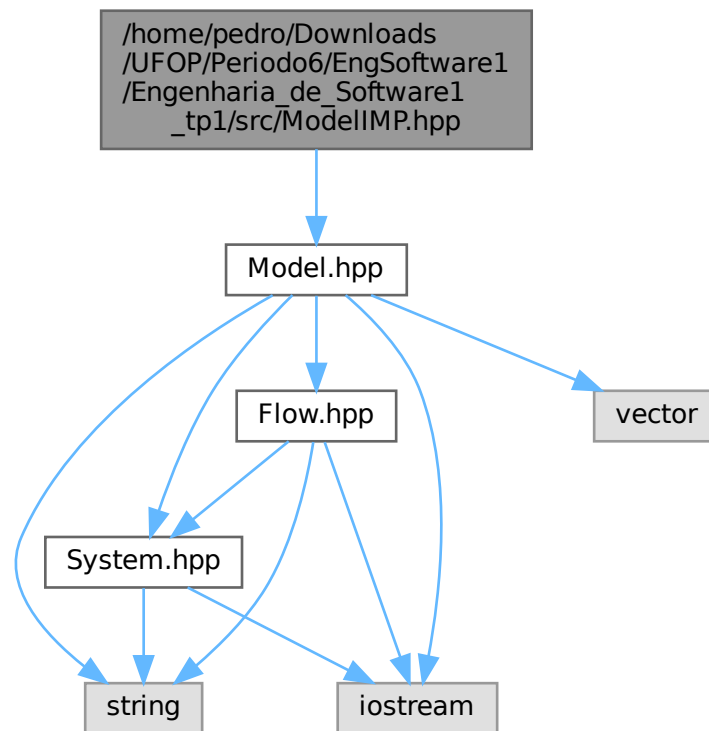 /home/pedro/Downloads
/UFOP/Periodo6/EngSoftware1
/Engenharia_de_Software1
_tp1/src/ModelIMP.hpp
Model.hpp
Flow.hpp
vector
System.hpp
string
iostream